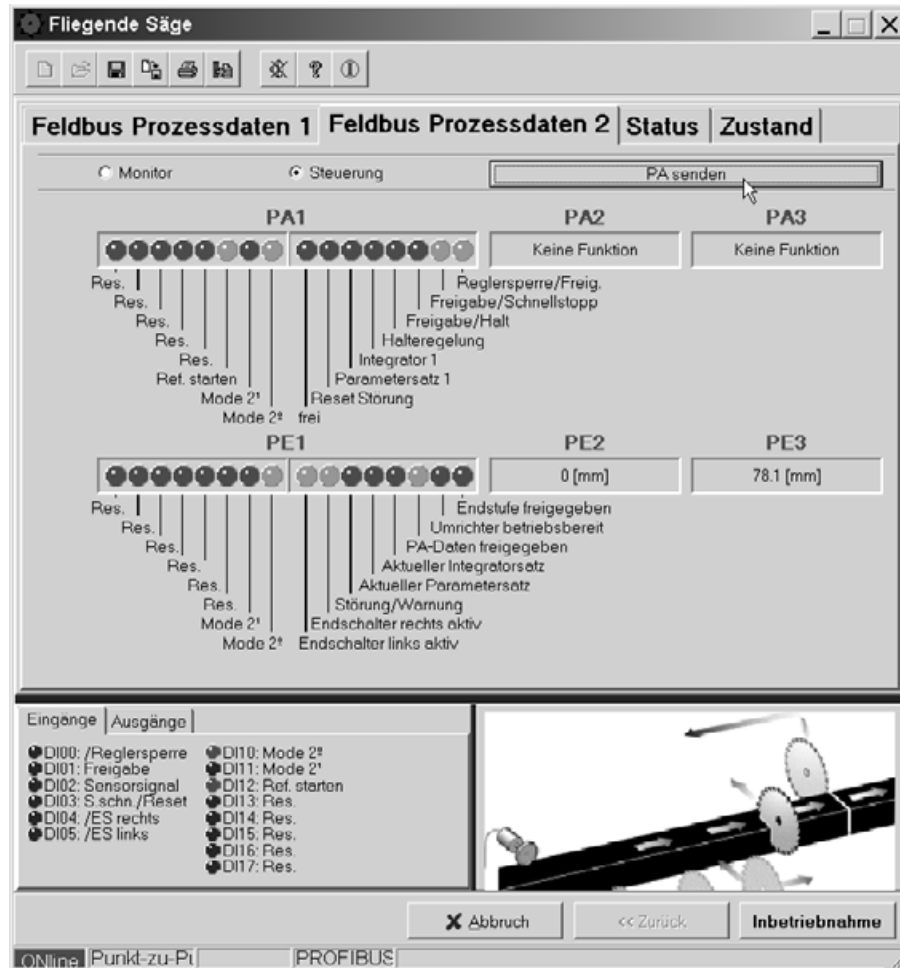 Fliegende Säge
Feldbus Prozessdaten 1 Feldbus Prozessdaten 2 Status Zustand
Monitor Steuerung PA senden
PA1 PA2 PA3
Keine Funktion Keine Funktion
Res. Reglersperre/Freig.
Res. Freigabe/Schnellstopp
Res. Freigabe/Halt
Res. Halteregelung
Res. Integrator 1
Ref. starten Parametersatz 1
Mode 2¹ Reset Störung
Mode 2º frei
PE1 PE2 PE3
0 [mm] 78.1 [mm]
Res. Endstufe freigegeben
Res. Umrichter betriebsbereit
Res. PA-Daten freigegeben
Res. Aktueller Integratorsatz
Res. Aktueller Parametersatz
Res. Störung/Warnung
Mode 2¹ Endschalter rechts aktiv
Mode 2º Endschalter links aktiv
Eingänge Ausgänge
DI00: /Reglersperre DI10: Mode 2º
DI01: Freigabe DI11: Mode 2¹
DI02: Sensorsignal DI12: Ref. starten
DI03: S.schn./Reset DI13: Res.
DI04: /ES rechts DI14: Res.
DI05: /ES links DI15: Res.
DI16: Res.
DI17: Res.
Abbruch << Zurück Inbetriebnahme
ONline Punkt-zu-Pu PROFIBUS